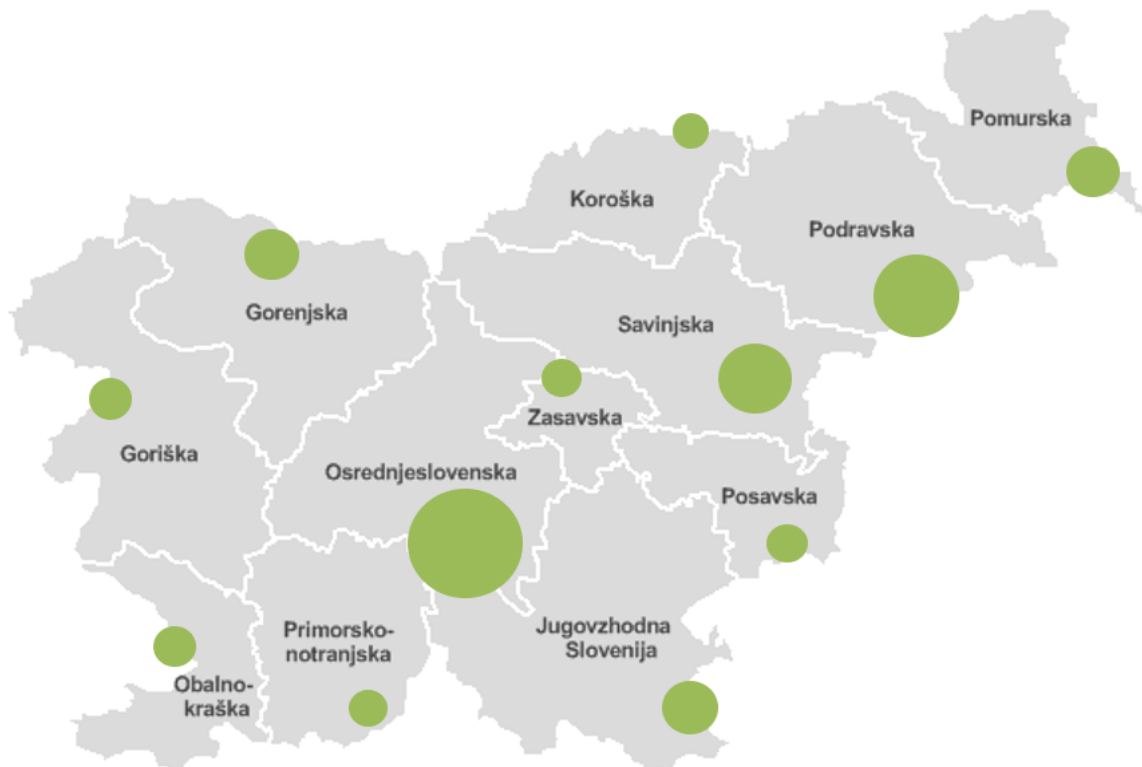 Pomurska
Koroška
Podravska
Gorenjska
Savinjska
Zasavska
Goriška
Osrednjeslovenska
Posavska
Primorsko-
notranjska
Jugovzhodna
Slovenija
Obalno-
kraška